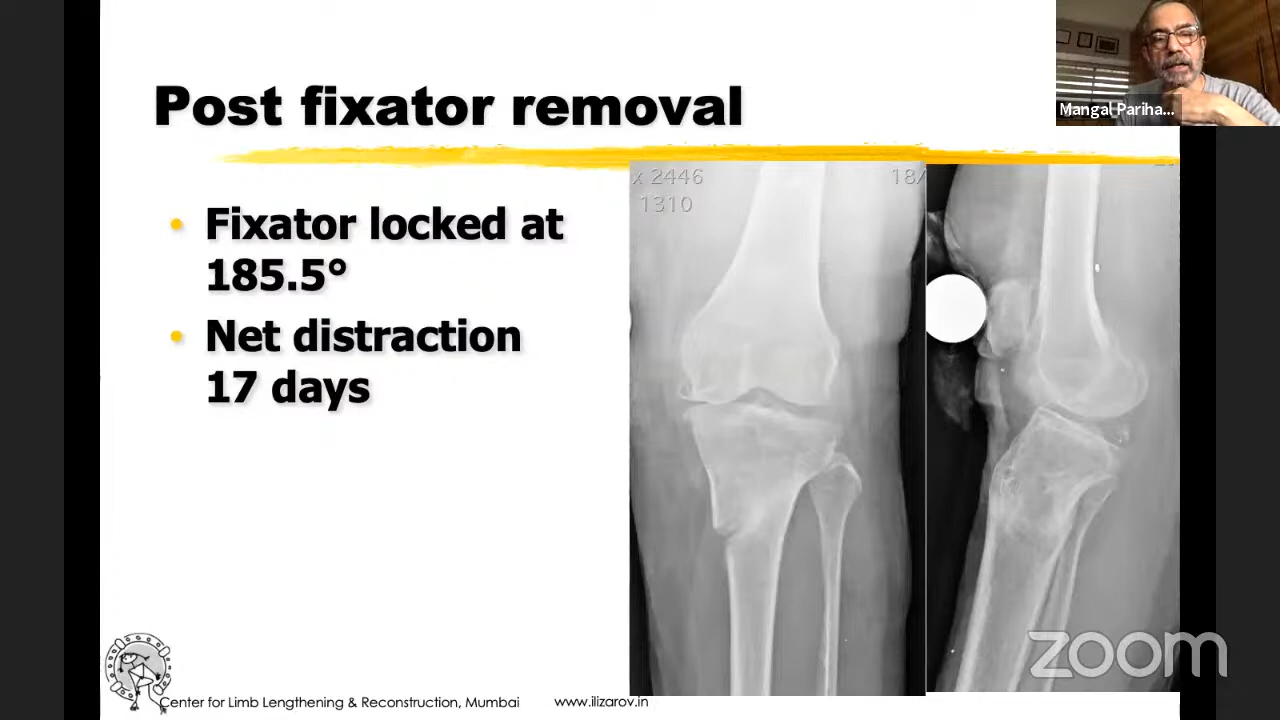 Post fixator removal
Mangal Pariha...
• Fixator locked at
185.5°
• Net distraction
17 days
x 2446
1310
18/
zoom
Center for Limb Lengthening & Reconstruction, Mumbai
www.ilizarov.in